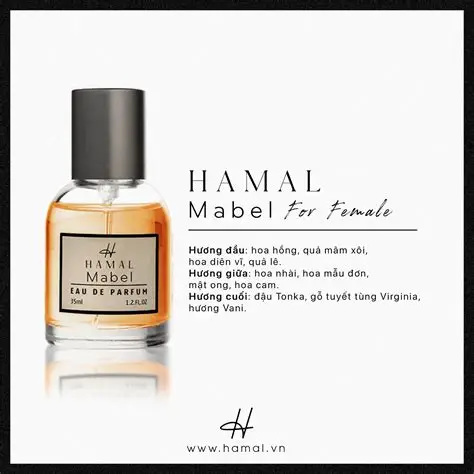 H
HAMAL
Mabel
EAU DE PARFUM
35ml 1.2 FL.OZ
HAMAL
Mabel For Female
Hương đầu: hoa hồng, quả mâm xôi,
hoa diên vĩ, quả lê.
Hương giữa: hoa nhài, hoa mẫu đơn,
mật ong, hoa cam.
Hương cuối: đậu Tonka, gỗ tuyết tùng Virginia,
hương Vani.
H
www.hamal.vn